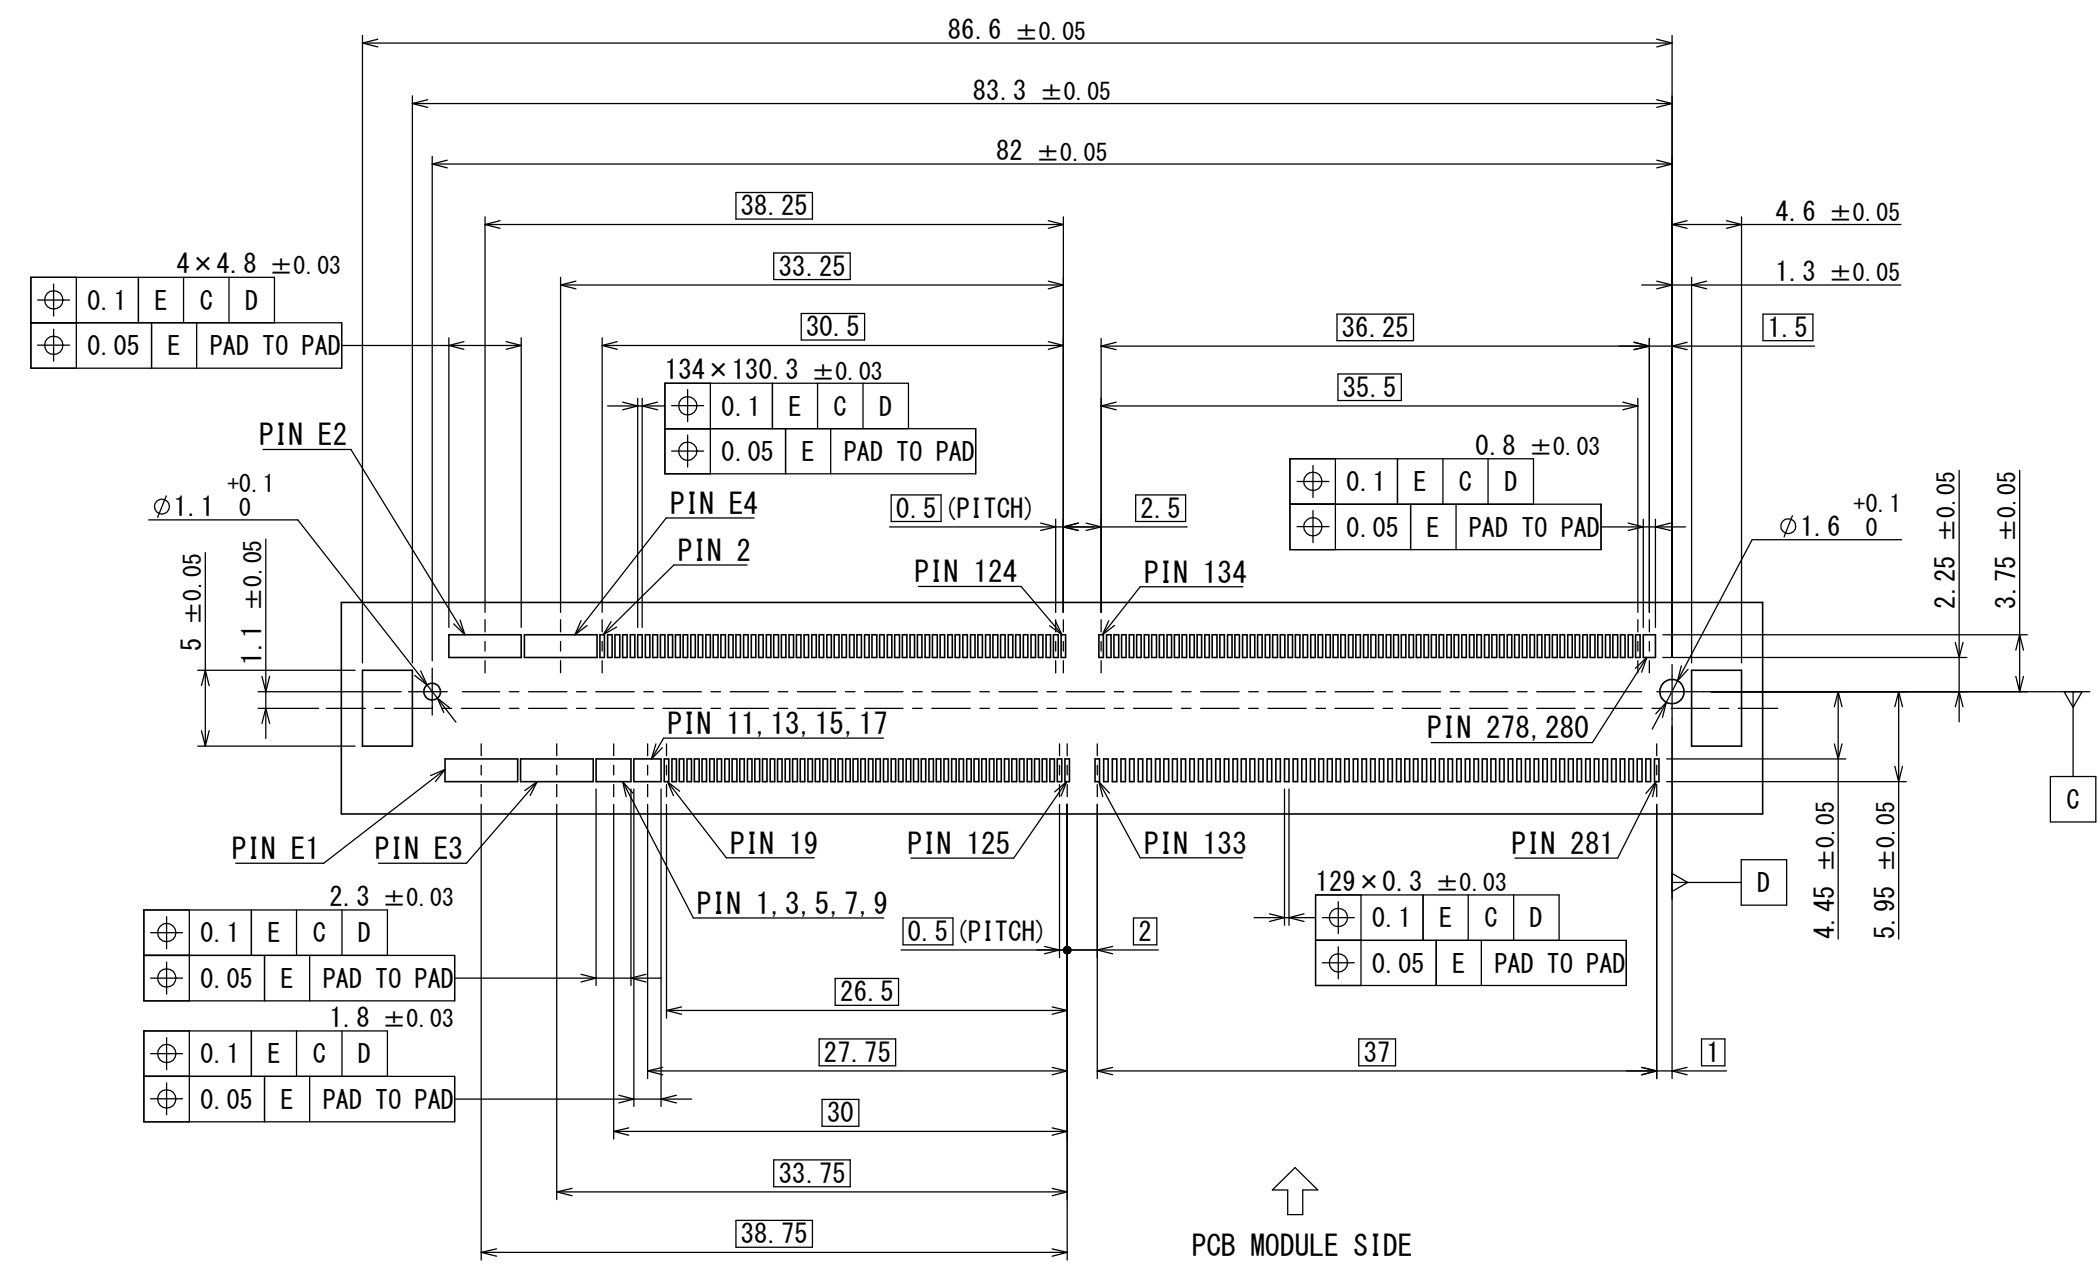 86.6 ±0.05
83.3 ±0.05
82 ±0.05
38.25
4.6 ±0.05
33.25
1.3 ±0.05
4×4.8 ±0.03
0.1 E C D
0.05 E PAD TO PAD
30.5
36.25
1.5
134×130.3 ±0.03
0.1 E C D
0.05 E PAD TO PAD
35.5
PIN E2
0.8 ±0.03
0.1 E C D
0.05 E PAD TO PAD
⌀1.1 +0.1 0
PIN E4
0.5 (PITCH)
2.5
⌀1.6 +0.1 0
PIN 2
PIN 124
PIN 134
5 ±0.05
1.1 ±0.05
2.25 ±0.05
3.75 ±0.05
PIN 11,13,15,17
PIN 278,280
C
PIN E1
PIN E3
PIN 19
PIN 125
PIN 133
PIN 281
4.45 ±0.05
5.95 ±0.05
D
2.3 ±0.03
0.1 E C D
0.05 E PAD TO PAD
PIN 1,3,5,7,9
0.5 (PITCH)
2
129×0.3 ±0.03
0.1 E C D
0.05 E PAD TO PAD
26.5
1.8 ±0.03
0.1 E C D
0.05 E PAD TO PAD
27.75
37
1
30
33.75
38.75
PCB MODULE SIDE